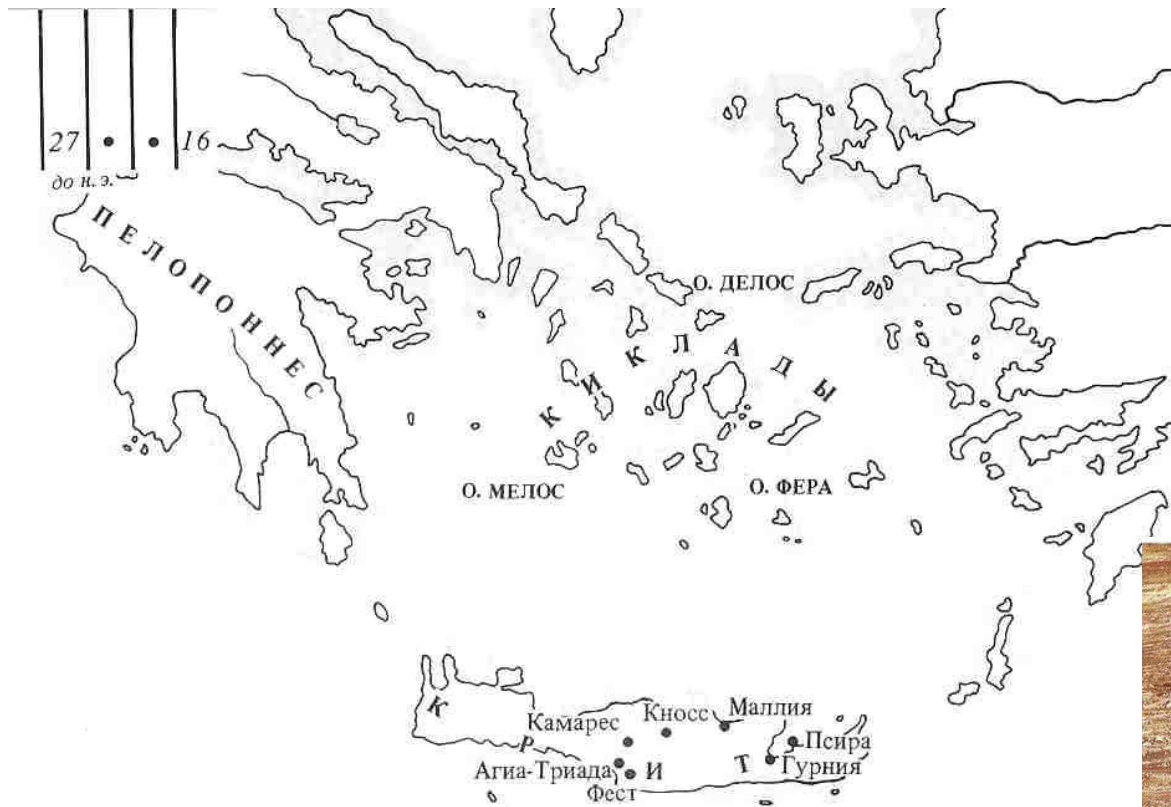 27 • • 16
до н. э.
ПЕЛОПОННЕС
О. ДЕЛОС
КИКЛАДЫ
О. МЕЛОС
О. ФЕРА
КРИТ
Маллия
Кносс
Камарес
Псира
Агиа-Триада
Гурния
Фест